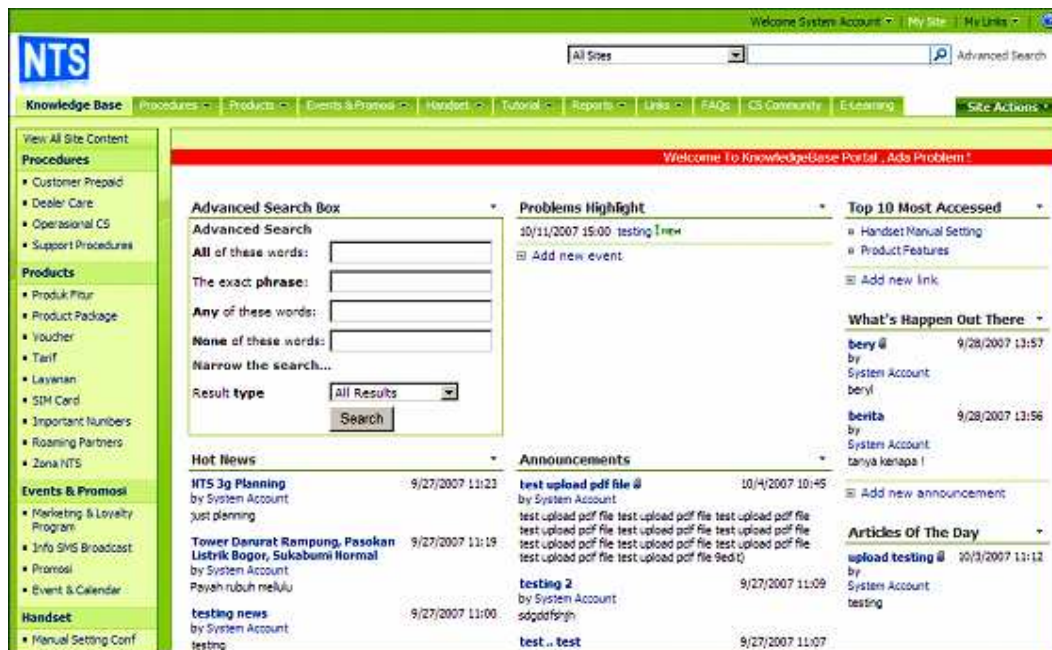 Welcome System Account | My Site | My Links
NTS
All Sites
Advanced Search
Knowledge Base Procedures Products Events & Promosi Handset Tutorial Reports Links FAQs CS Community E-Learning Site Actions
View All Site Content
Procedures
Customer Prepaid
Dealer Care
Operasional CS
Support Procedures
Products
Produk Fitur
Product Package
Voucher
Tarif
Layanan
SIM Card
Important Numbers
Roaming Partners
Zona NTS
Events & Promosi
Marketing & Loyalty
Program
Info SMS Broadcast
Promosi
Event & Calendar
Handset
Manual Setting Conf
Welcome To KnowledgeBase Portal , Ada Problem !
Advanced Search Box
Advanced Search
All of these words:
The exact phrase:
Any of these words:
None of these words:
Narrow the search...
Result type All Results
Search
Hot News
NTS 3g Planning 9/27/2007 11:23
by System Account
just planning
Tower Darurat Rampung, Pasokan 9/27/2007 11:19
Listrik Bogor, Sukabumi Normal
by System Account
Payah rubuh melulu
testing news 9/27/2007 11:00
by System Account
testing
Problems Highlight
10/11/2007 15:00 testing ! NEW
Add new event
Announcements
test upload pdf file 10/4/2007 10:45
by System Account
test upload pdf file test upload pdf file test upload pdf file
test upload pdf file test upload pdf file test upload pdf file
test upload pdf file test upload pdf file test upload pdf file
test upload pdf file test upload pdf file 9edit)
testing 2 9/27/2007 11:09
by System Account
sdgddfshjh
test .. test 9/27/2007 11:07
Top 10 Most Accessed
Handset Manual Setting
Product Features
Add new link
What's Happen Out There
bery 9/28/2007 13:57
by
System Account
beryl
berita 9/28/2007 13:56
by
System Account
tanya kenapa !
Add new announcement
Articles Of The Day
upload testing 10/3/2007 11:12
by
System Account
testing